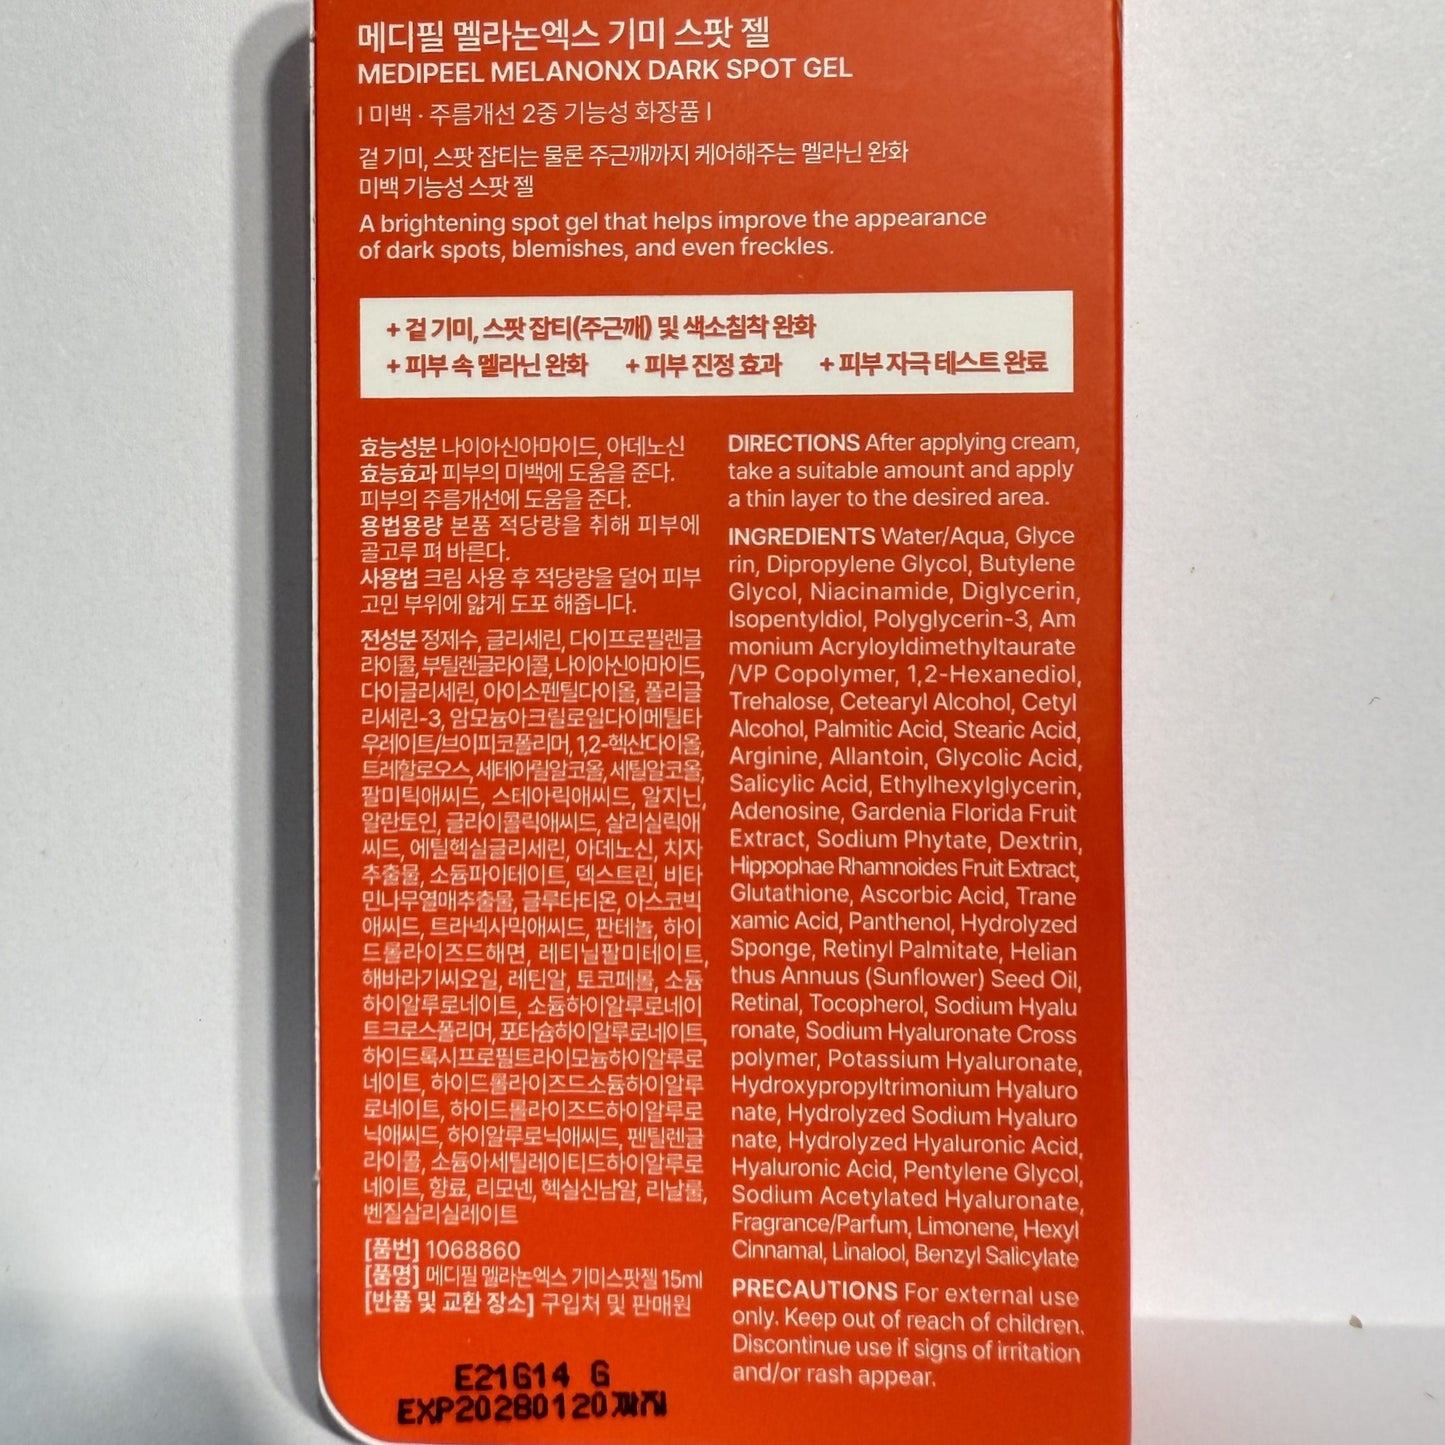 메디필 멜라논엑스 기미 스팟 젤
MEDIPEEL MELANONX DARK SPOT GEL
| 미백 · 주름개선 2중 기능성 화장품 |
겉 기미, 스팟 잡티는 물론 주근깨까지 케어해주는 멜라닌 완화
미백 기능성 스팟 젤
A brightening spot gel that helps improve the appearance
of dark spots, blemishes, and even freckles.
+ 겉 기미, 스팟 잡티(주근깨) 및 색소침착 완화
+ 피부 속 멜라닌 완화 + 피부 진정 효과 + 피부 자극 테스트 완료
효능성분 나이아신아마이드, 아데노신
효능효과 피부의 미백에 도움을 준다.
피부의 주름개선에 도움을 준다.
용법용량 본품 적당량을 취해 피부에
골고루 펴 바른다.
사용법 크림 사용 후 적당량을 덜어 피부
고민 부위에 얇게 도포 해줍니다.
전성분 정제수, 글리세린, 다이프로필렌글
라이콜, 부틸렌글라이콜, 나이아신아마이드,
다이글리세린, 아이소펜틸다이올, 폴리글
리세린-3, 암모늄아크릴로일다이메틸타
우레이트/브이피코폴리머, 1,2-헥산다이올,
트레할로오스, 세테아릴알코올, 세틸알코올,
팔미틱애씨드, 스테아릭애씨드, 알지닌,
알란토인, 글라이콜릭애씨드, 살리실릭애
씨드, 에틸헥실글리세린, 아데노신, 치자
추출물, 소듐파이테이트, 덱스트린, 비타
민나무열매추출물, 글루타티온, 아스코빅
애씨드, 트라넥사믹애씨드, 판테놀, 하이
드롤라이즈드해면, 레티닐팔미테이트,
해바라기씨오일, 레틴알, 토코페롤, 소듐
하이알루로네이트, 소듐하이알루로네이
트크로스폴리머, 포타슘하이알루로네이트,
하이드록시프로필트라이모늄하이알루로
네이트, 하이드롤라이즈드소듐하이알루
로네이트, 하이드롤라이즈드하이알루로
닉애씨드, 하이알루로닉애씨드, 펜틸렌글
라이콜, 소듐아세틸레이티드하이알루로
네이트, 향료, 리모넨, 헥실신남알, 리날룰,
벤질살리실레이트
[품번] 1068860
[품명] 메디필 멜라논엑스 기미스팟젤 15ml
[반품 및 교환 장소] 구입처 및 판매원
E21G14 G
EXP20280120까지
DIRECTIONS After applying cream,
take a suitable amount and apply
a thin layer to the desired area.
INGREDIENTS Water/Aqua, Glyce
rin, Dipropylene Glycol, Butylene
Glycol, Niacinamide, Diglycerin,
Isopentyldiol, Polyglycerin-3, Am
monium Acryloyldimethyltaurate
/VP Copolymer, 1,2-Hexanediol,
Trehalose, Cetearyl Alcohol, Cetyl
Alcohol, Palmitic Acid, Stearic Acid,
Arginine, Allantoin, Glycolic Acid,
Salicylic Acid, Ethylhexylglycerin,
Adenosine, Gardenia Florida Fruit
Extract, Sodium Phytate, Dextrin,
Hippophae Rhamnoides Fruit Extract,
Glutathione, Ascorbic Acid, Trane
xamic Acid, Panthenol, Hydrolyzed
Sponge, Retinyl Palmitate, Helian
thus Annuus (Sunflower) Seed Oil,
Retinal, Tocopherol, Sodium Hyalu
ronate, Sodium Hyaluronate Cross
polymer, Potassium Hyaluronate,
Hydroxypropyltrimonium Hyaluro
nate, Hydrolyzed Sodium Hyaluro
nate, Hydrolyzed Hyaluronic Acid,
Hyaluronic Acid, Pentylene Glycol,
Sodium Acetylated Hyaluronate,
Fragrance/Parfum, Limonene, Hexyl
Cinnamal, Linalool, Benzyl Salicylate
PRECAUTIONS For external use
only. Keep out of reach of children.
Discontinue use if signs of irritation
and/or rash appear.